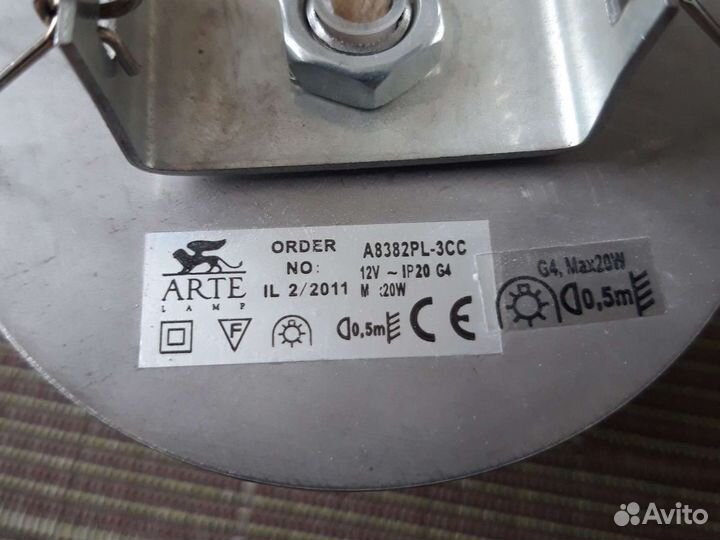 ORDER A8382PL-3CC
NO: 12V ~ IP20 G4
ARTE IL 2/2011 M :20W
LAMP
F 0,5m CE
G4, Max20W
0,5m
Avito